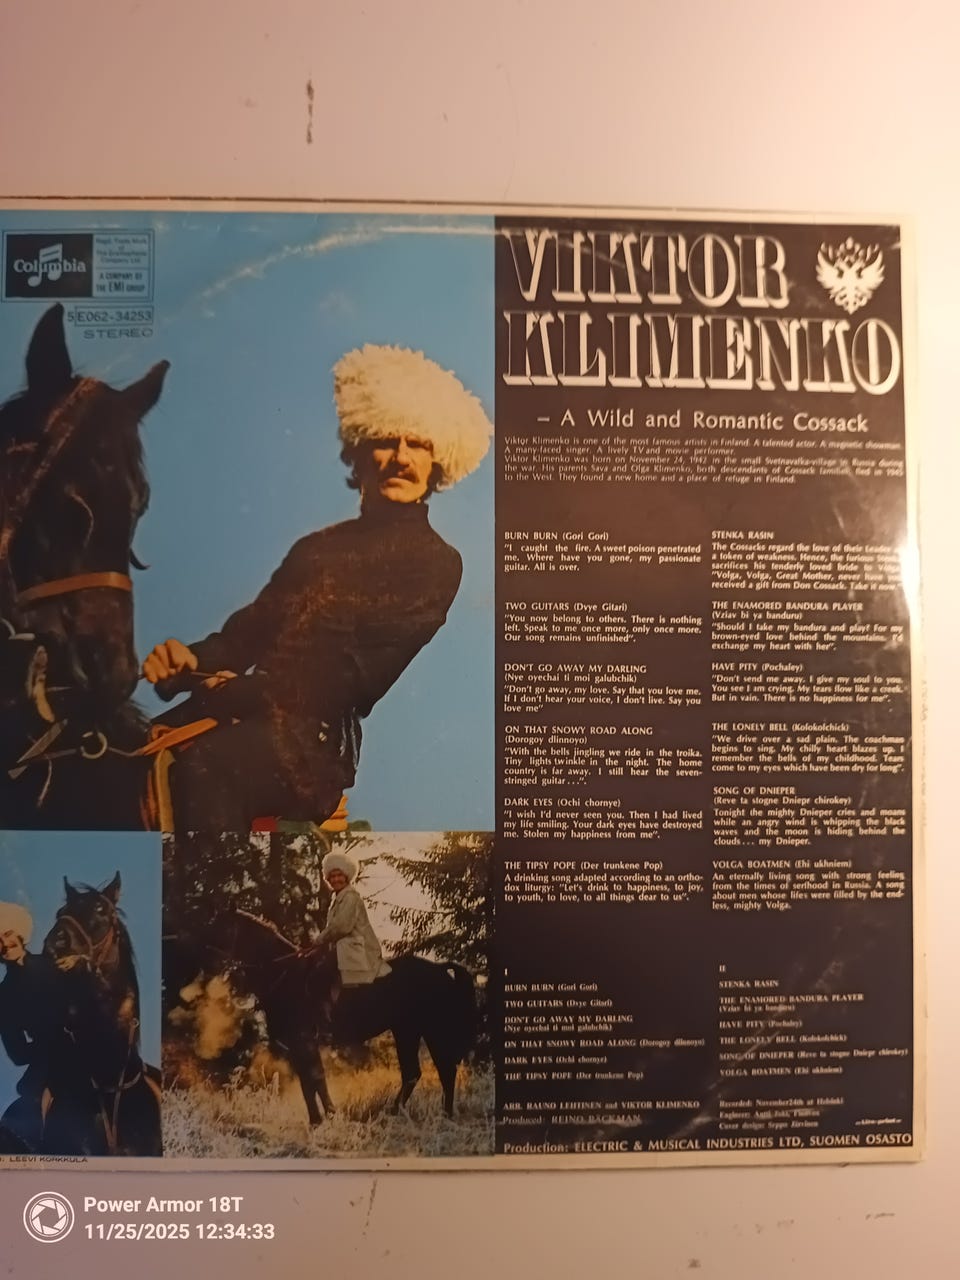 Columbia
Regd. Trade Mark of
The Gramophone
Company Ltd.
A COMPANY OF
THE EMI GROUP
5E062-34253
STEREO
VIKTOR
KLIMENKO
– A Wild and Romantic Cossack
Viktor Klimenko is one of the most famous artists in Finland. A talented actor. A magnetic showman.
A many-faced singer. A lively TV and movie performer.
Viktor Klimenko was born on November 24, 1942 in the small Svetnavalka-village in Russia during
the war. His parents Sava and Olga Klimenko, both descendants of Cossack families, fled in 1945
to the West. They found a new home and a place of refuge in Finland.
BURN BURN (Gori Gori)
"I caught the fire. A sweet poison penetrated
me. Where have you gone, my passionate
guitar. All is over.
TWO GUITARS (Dvye Gitari)
"You now belong to others. There is nothing
left. Speak to me once more, only once more.
Our song remains unfinished".
DON'T GO AWAY MY DARLING
(Nye oyechai ti moi galubchik)
"Don't go away, my love. Say that you love me.
If I don't hear your voice, I don't live. Say you
love me"
ON THAT SNOWY ROAD ALONG
(Dorogoy dlinnoyo)
"With the bells jingling we ride in the troika.
Tiny lights twinkle in the night. The home
country is far away. I still hear the seven-
stringed guitar...".
DARK EYES (Ochi chornye)
"I wish I'd never seen you. Then I had lived
my life smiling. Your dark eyes have destroyed
me. Stolen my happiness from me".
THE TIPSY POPE (Der trunkene Pop)
A drinking song adapted according to an ortho-
dox liturgy: "Let's drink to happiness, to joy,
to youth, to love, to all things dear to us".
STENKA RASIN
The Cossacks regard the love of their Leader
a token of weakness. Hence, the furious
sacrifices his tenderly loved bride to
"Volga, Volga, Great Mother, never have you
received a gift from Don Cossack. Take it now."
THE ENAMORED BANDURA PLAYER
(Vziav bi ya banduru)
"Should I take my bandura and play? For my
brown-eyed love behind the mountains. I'd
exchange my heart with her".
HAVE PITY (Pochaley)
"Don't send me away. I give my soul to you.
You see I am crying. My tears flow like a creek.
But in vain. There is no happiness for me".
THE LONELY BELL (Kolokolchick)
"We drive over a sad plain. The coachman
begins to sing. My chilly heart blazes up. I
remember the bells of my childhood. Tears
come to my eyes which have been dry for long".
SONG OF DNIEPER
(Reve ta stogne Dniepr chirokey)
Tonight the mighty Dnieper cries and moans
while an angry wind is whipping the black
waves and the moon is hiding behind the
clouds... my Dnieper.
VOLGA BOATMEN (Ehi ukhniem)
An eternally living song with strong feeling
from the times of serfhood in Russia. A song
about men whose lifes were filled by the end-
less, mighty Volga.
I
BURN BURN (Gori Gori)
TWO GUITARS (Dvye Gitari)
DON'T GO AWAY MY DARLING
(Nye oyechai ti moi galubchik)
ON THAT SNOWY ROAD ALONG (Dorogoy dlinnoyo)
DARK EYES (Ochi chornye)
THE TIPSY POPE (Der trunkene Pop)
II
STENKA RASIN
THE ENAMORED BANDURA PLAYER
(Vziav bi ya banduru)
HAVE PITY (Pochaley)
THE LONELY BELL (Kolokolchick)
SONG OF DNIEPER (Reve ta stogne Dniepr chirokey)
VOLGA BOATMEN (Ehi ukhniem)
ARR. RAUNO LEHTINEN and VIKTOR KLIMENKO
Produced: REINO BÄCKMAN
Recorded: November 24th at Helsinki
Engineer:
Cover design: Seppo Järvinen
Production: ELECTRIC & MUSICAL INDUSTRIES LTD, SUOMEN OSASTO
: LEEVI KORKKULA
Power Armor 18T
11/25/2025 12:34:33